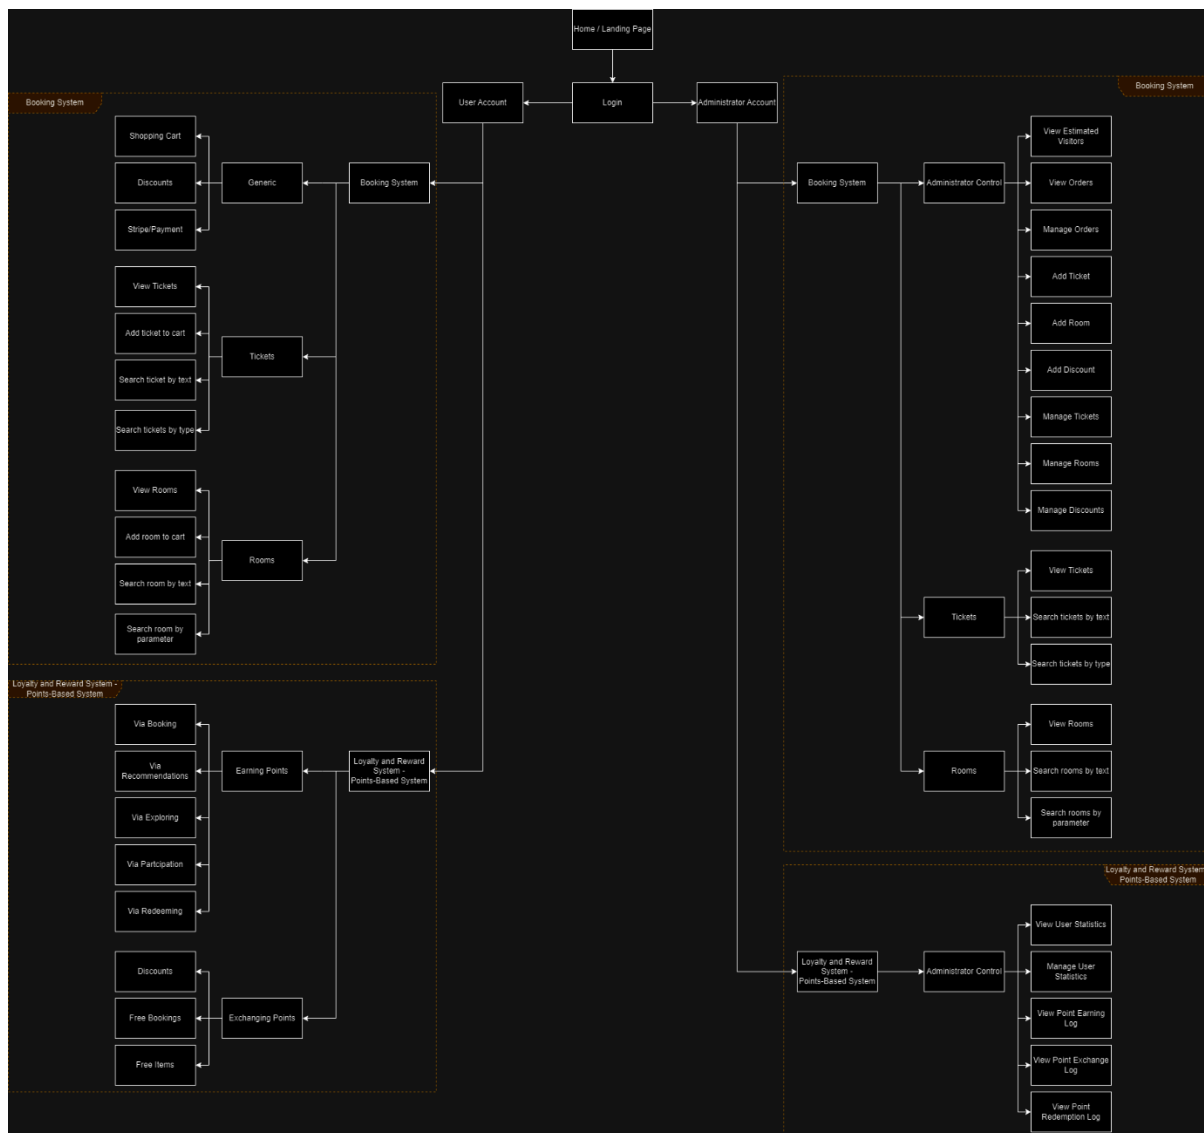 Home / Landing Page
Login
User Account
Administrator Account
Booking System
Shopping Cart
Discounts
Stripe/Payment
Generic
Booking System
View Tickets
Add ticket to cart
Search ticket by text
Search tickets by type
Tickets
View Rooms
Add room to cart
Search room by text
Search room by
parameter
Rooms
Loyalty and Reward System -
Points-Based System
Via Booking
Via
Recommendations
Via Exploring
Via Partcipation
Via Redeeming
Earning Points
Loyalty and Reward
System -
Points-Based System
Discounts
Free Bookings
Free Items
Exchanging Points
Booking System
Booking System
Administrator Control
View Estimated
Visitors
View Orders
Manage Orders
Add Ticket
Add Room
Add Discount
Manage Tickets
Manage Rooms
Manage Discounts
Tickets
View Tickets
Search tickets by text
Search tickets by type
Rooms
View Rooms
Search rooms by text
Search rooms by
parameter
Loyalty and Reward System
Points-Based System
Loyalty and Reward
System -
Points-Based System
Administrator Control
View User Statistics
Manage User
Statistics
View Point Earning
Log
View Point Exchange
Log
View Point
Redemption Log